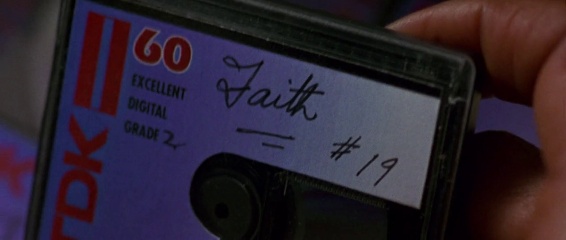 60
EXCELLENT
DIGITAL
GRADE 2
TDK
Faith
#19